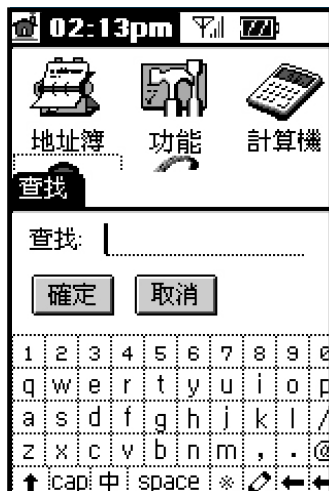 02:13pm
地址簿 功能 計算機
查找
查找:
確定 取消
1 2 3 4 5 6 7 8 9 0
q w e r t y u i o p
a s d f g h j k l /
z x c v b n m , . @
cap 中 space ※